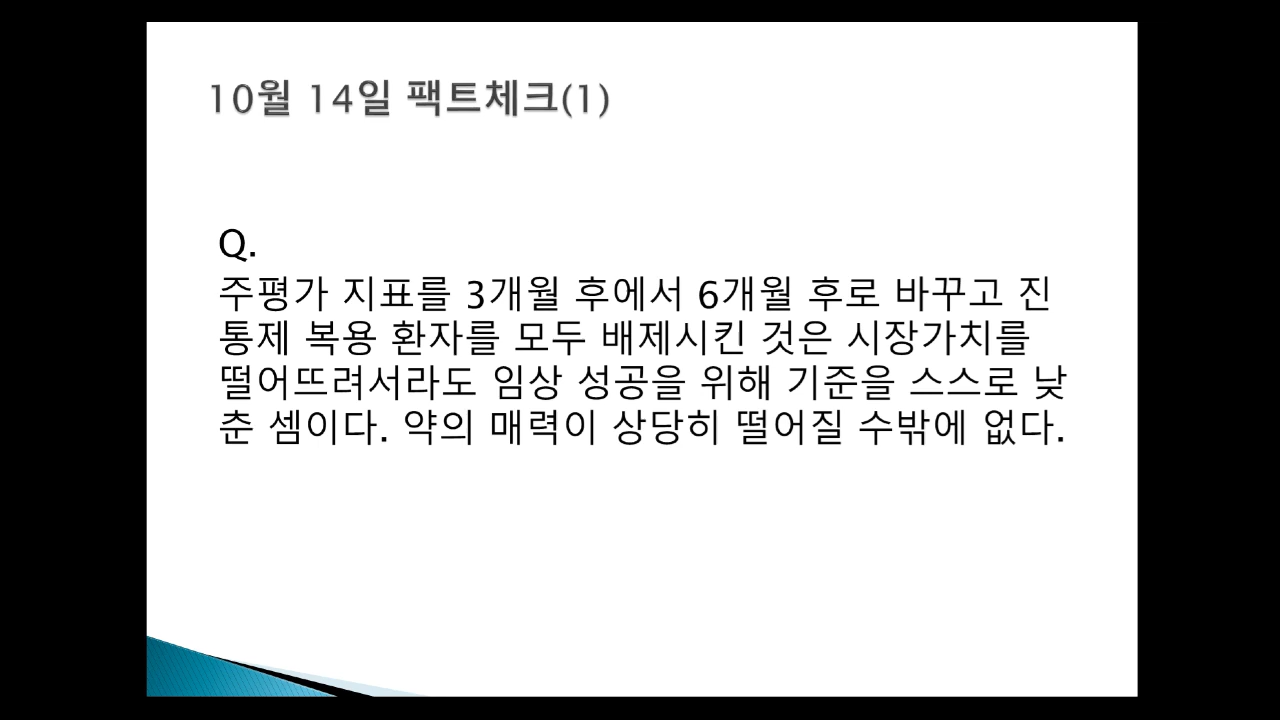 10월 14일 팩트체크(1)
Q.
주평가 지표를 3개월 후에서 6개월 후로 바꾸고 진
통제 복용 환자를 모두 배제시킨 것은 시장가치를
떨어뜨려서라도 임상 성공을 위해 기준을 스스로 낮
춘 셈이다. 약의 매력이 상당히 떨어질 수밖에 없다.